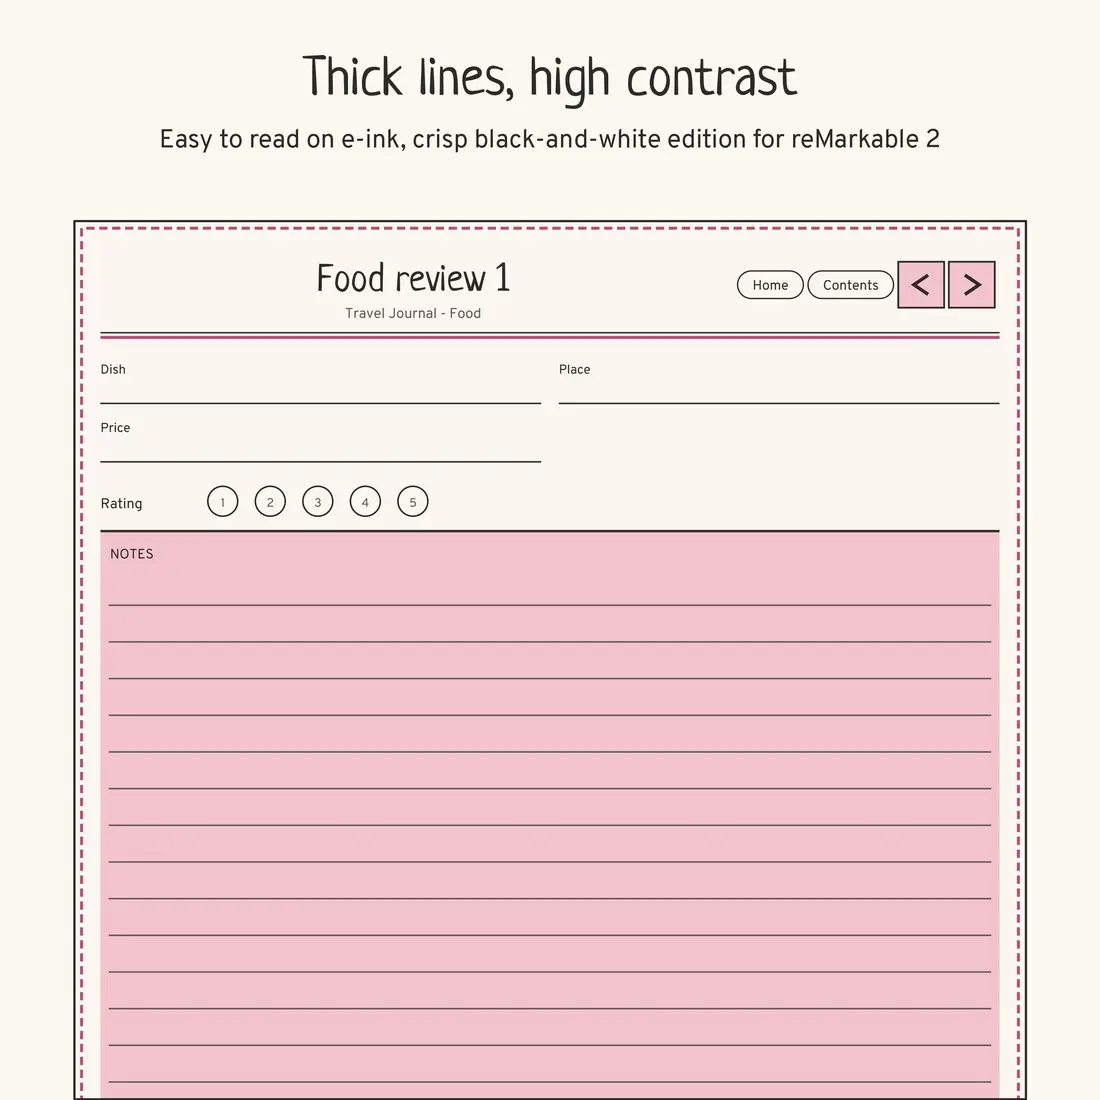 Thick lines, high contrast
Easy to read on e-ink, crisp black-and-white edition for reMarkable 2
Food review 1
Travel Journal - Food
Home
Contents
<
>
Dish
Place
Price
Rating
1
2
3
4
5
NOTES